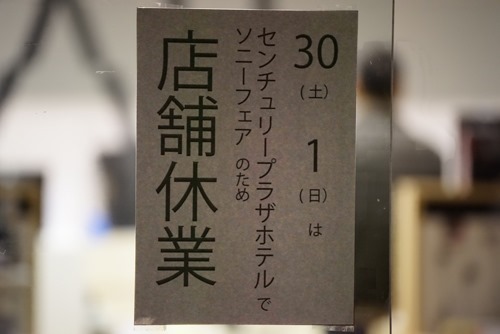 30(土) 1(日)は
センチュリープラザホテルで
ソニーフェアのため
店舗休業